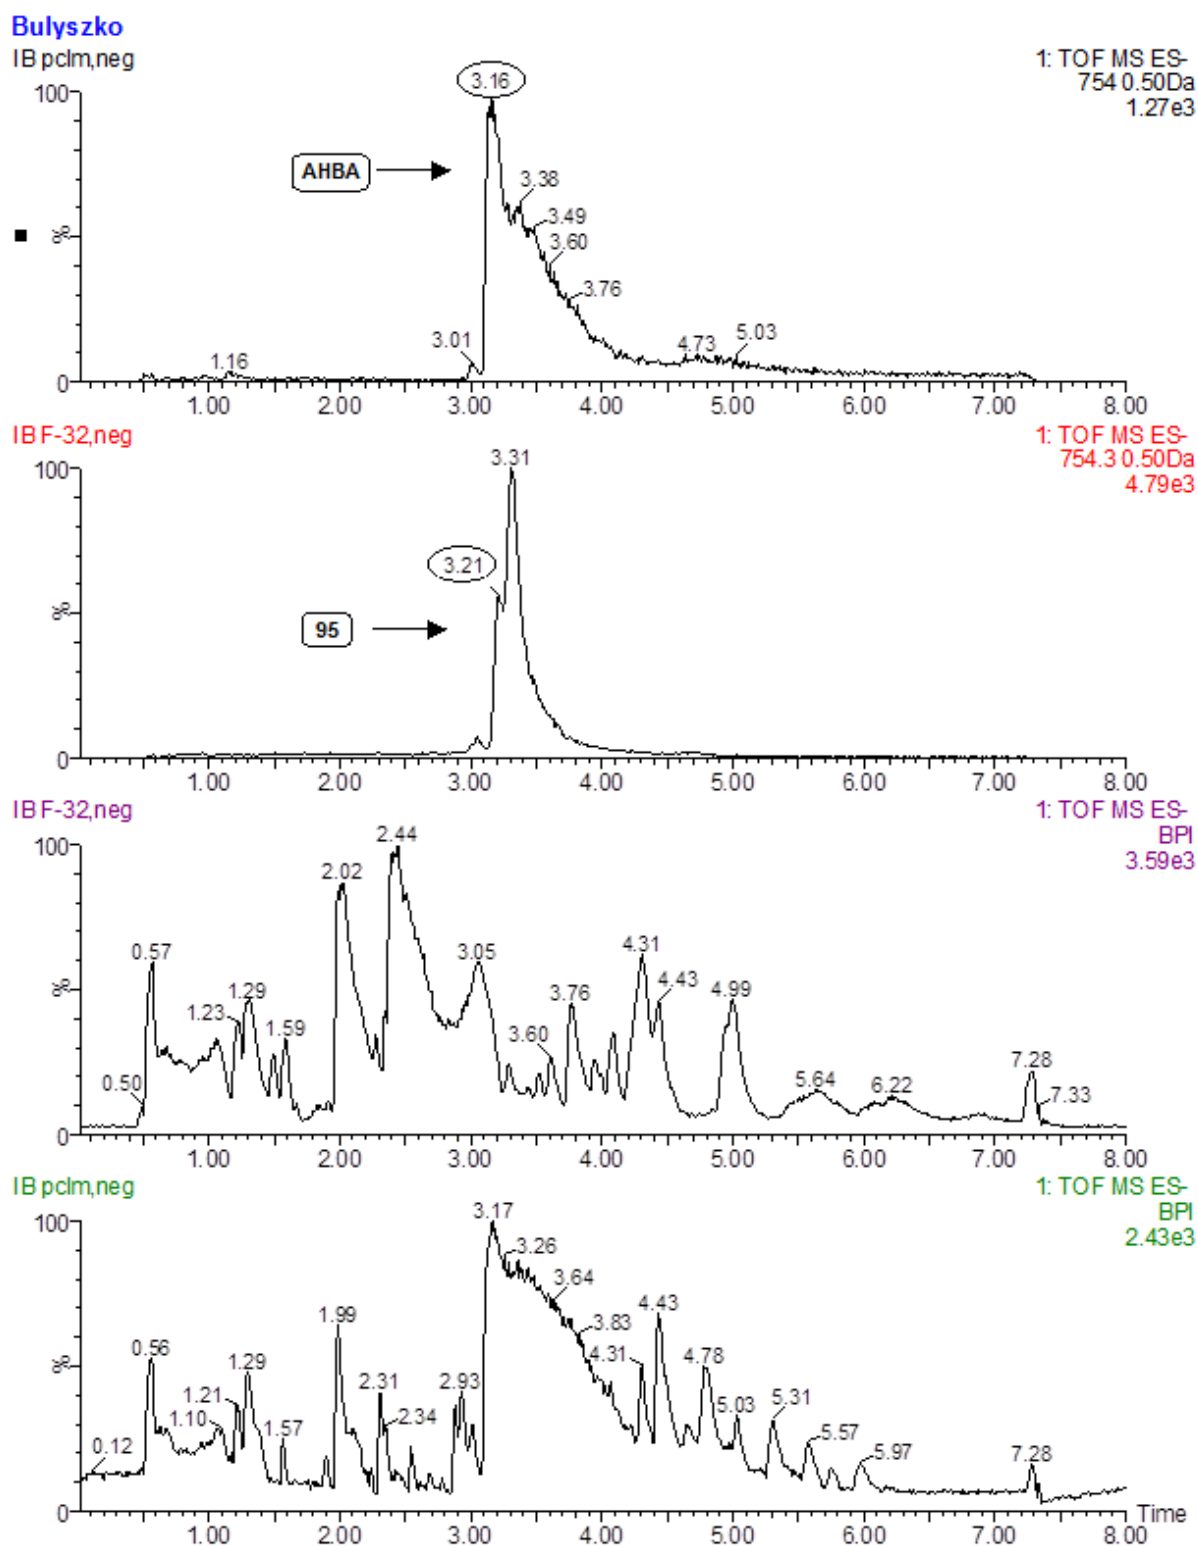 Bulyszko
IB pclm,neg
1: TOF MS ES-
754 0.50Da
1.27e3
100
3.16
AHBA
3.38
3.49
3.60
3.76
%
3.01
1.16
4.73
5.03
0
1.00 2.00 3.00 4.00 5.00 6.00 7.00 8.00
IB F-32,neg
1: TOF MS ES-
754.3 0.50Da
4.79e3
100
3.31
3.21
%
95
0
1.00 2.00 3.00 4.00 5.00 6.00 7.00 8.00
IB F-32,neg
1: TOF MS ES-
BPI
3.59e3
100
2.44
2.02
0.57
3.05
4.31
4.43
4.99
%
1.23
1.29
1.59
3.60
3.76
0.50
5.64
6.22
7.28
7.33
0
1.00 2.00 3.00 4.00 5.00 6.00 7.00 8.00
IB pclm,neg
1: TOF MS ES-
BPI
2.43e3
100
3.17
3.26
3.64
3.83
1.99
4.43
0.56
1.29
4.31
4.78
%
1.21
1.10
2.31
2.34
2.93
5.03
5.31
1.57
5.57
5.97
0.12
7.28
0
Time
1.00 2.00 3.00 4.00 5.00 6.00 7.00 8.00